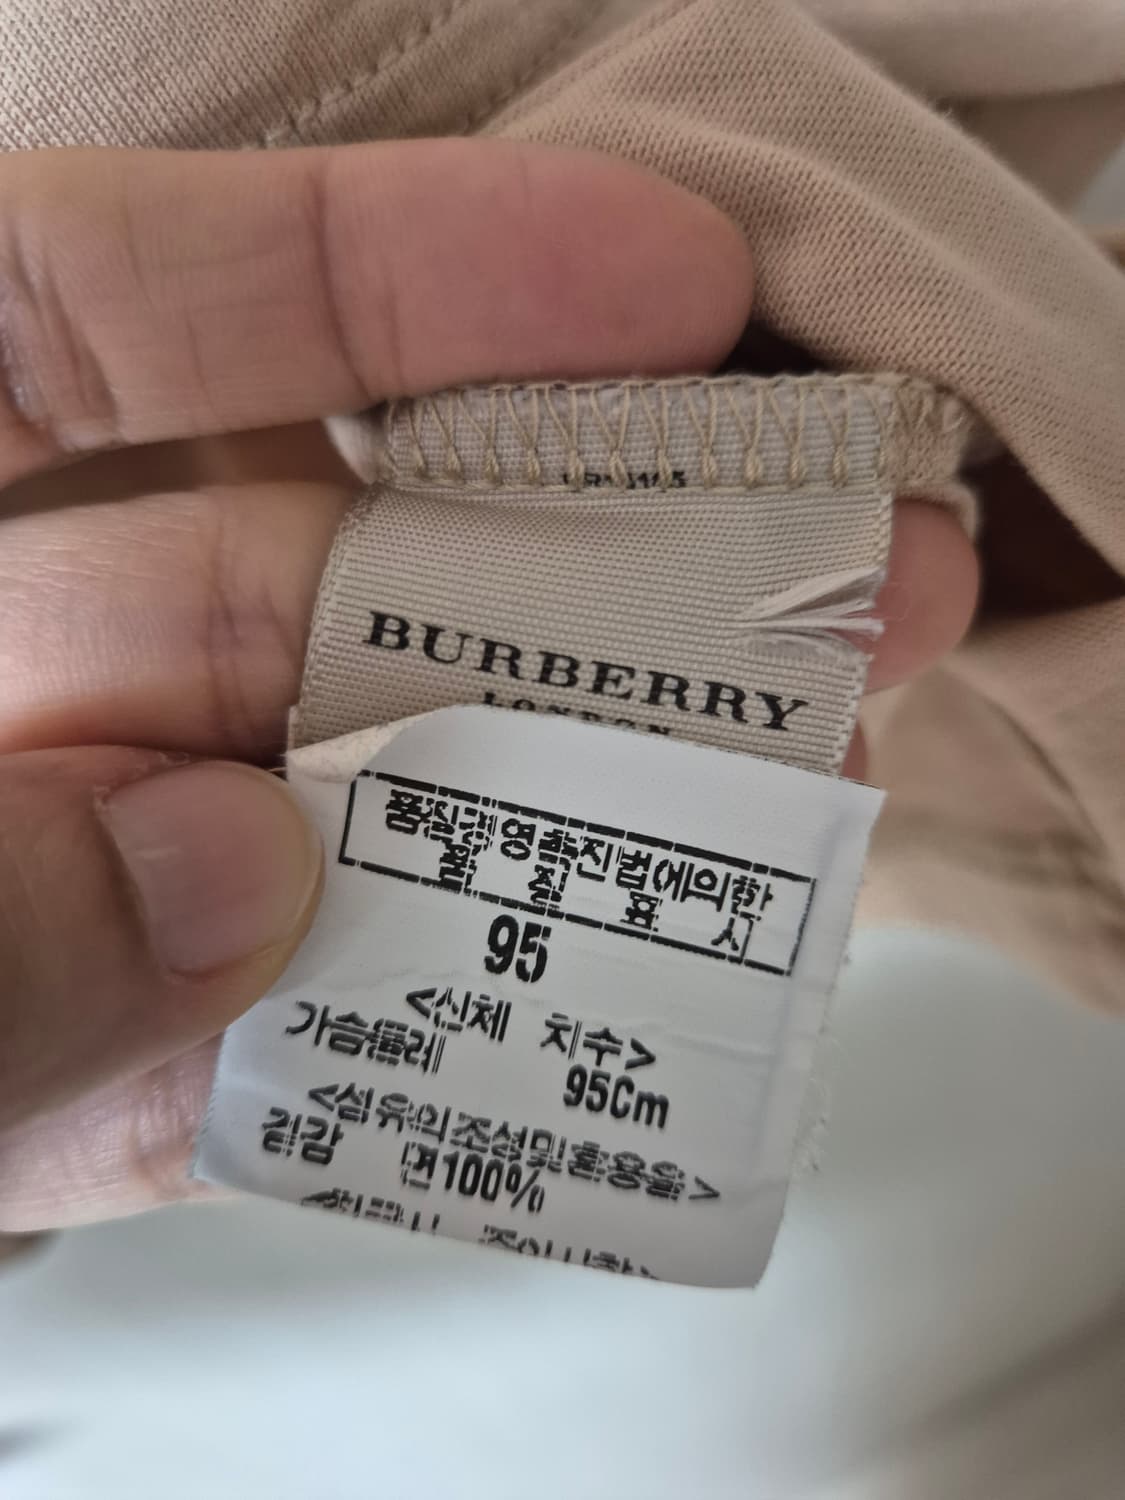 BURBERRY
LONDON
품질경영촉진법에의한
품질표시
95
<신체 치수>
가슴둘레 95Cm
<섬유의조성및혼용율>
겉감 면100%